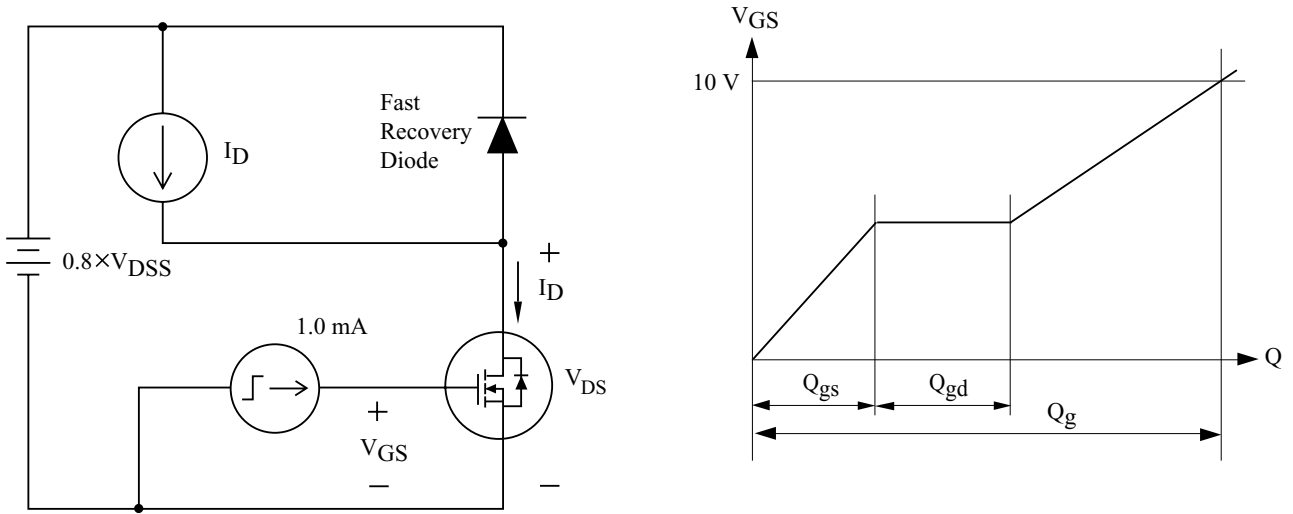 I_D
Fast
Recovery
Diode
0.8×V_DSS
+
I_D
1.0 mA
V_DS
+
V_GS
−
−
V_GS
10 V
Q
Q_gs
Q_gd
Q_g